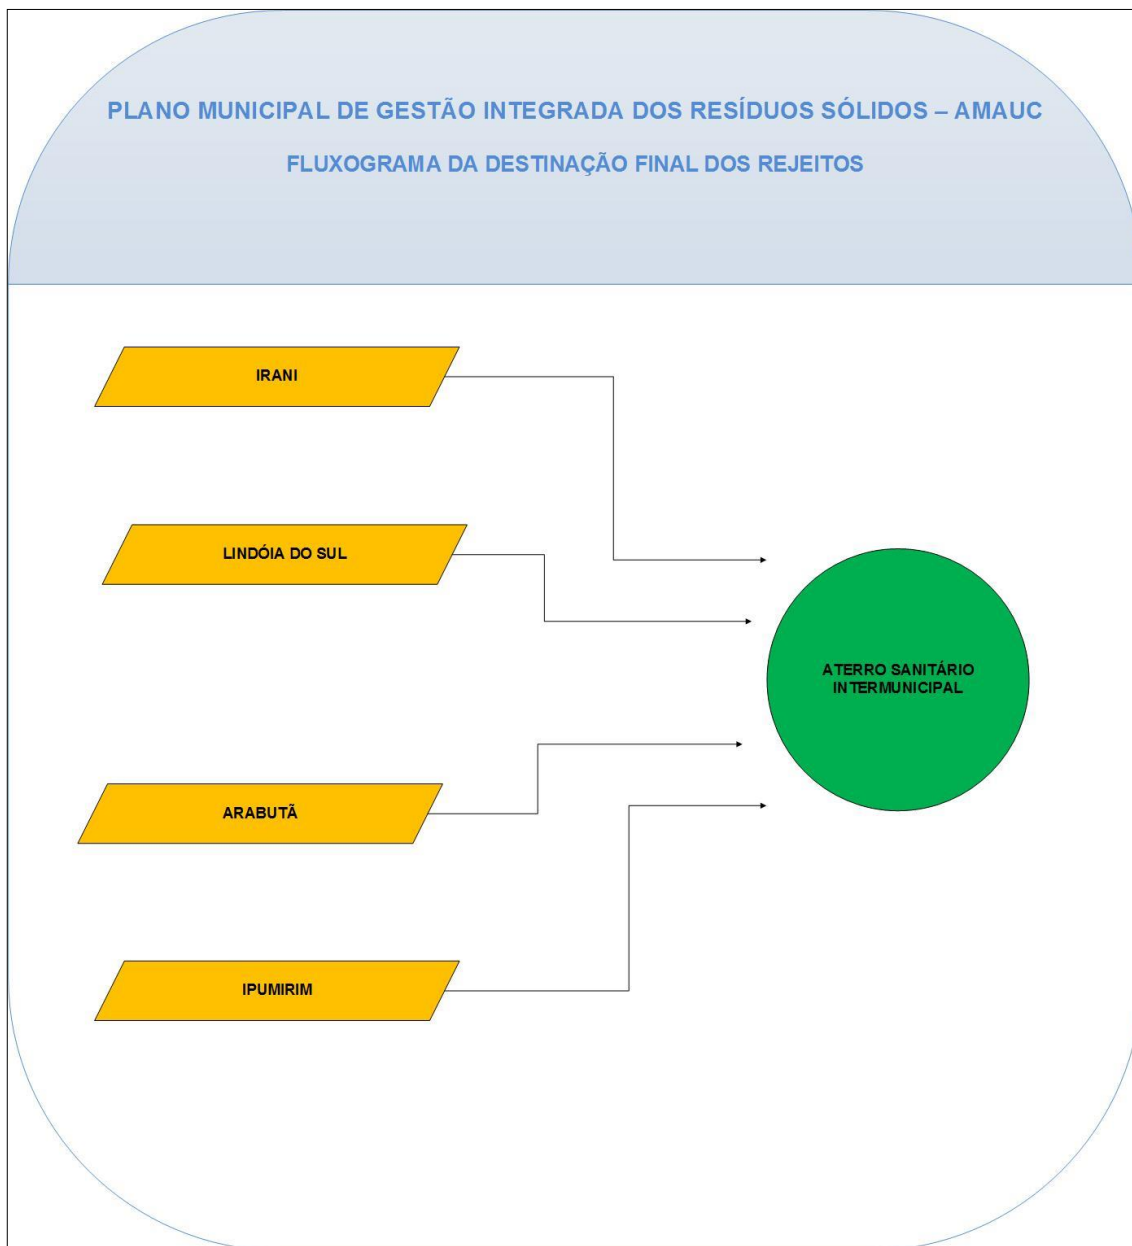 PLANO MUNICIPAL DE GESTÃO INTEGRADA DOS RESÍDUOS SÓLIDOS – AMAUC
FLUXOGRAMA DA DESTINAÇÃO FINAL DOS REJEITOS
IRANI
LINDÓIA DO SUL
ATERRO SANITÁRIO
INTERMUNICIPAL
ARABUTÃ
IPUMIRIM